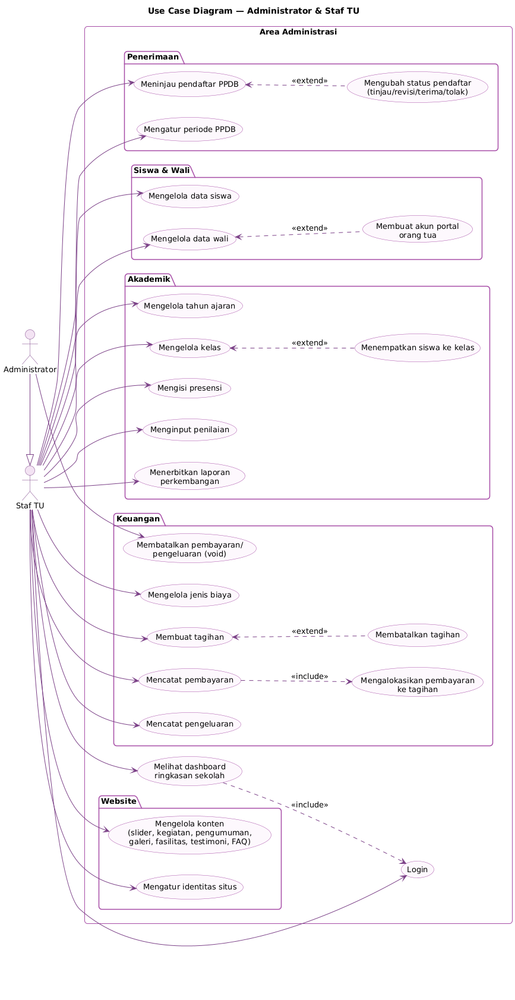 Use Case Diagram — Administrator & Staf TU
Area Administrasi
Penerimaan
Meninjau pendaftar PPDB
«extend»
Mengubah status pendaftar
(tinjau/revisi/terima/tolak)
Mengatur periode PPDB
Siswa & Wali
Mengelola data siswa
Mengelola data wali
«extend»
Membuat akun portal
orang tua
Akademik
Mengelola tahun ajaran
Mengelola kelas
«extend»
Menempatkan siswa ke kelas
Administrator
Mengisi presensi
Menginput penilaian
Menerbitkan laporan
perkembangan
Staf TU
Keuangan
Membatalkan pembayaran/
pengeluaran (void)
Mengelola jenis biaya
Membuat tagihan
«extend»
Membatalkan tagihan
Mencatat pembayaran
«include»
Mengalokasikan pembayaran
ke tagihan
Mencatat pengeluaran
Melihat dashboard
ringkasan sekolah
«include»
Website
Mengelola konten
(slider, kegiatan, pengumuman,
galeri, fasilitas, testimoni, FAQ)
Login
Mengatur identitas situs